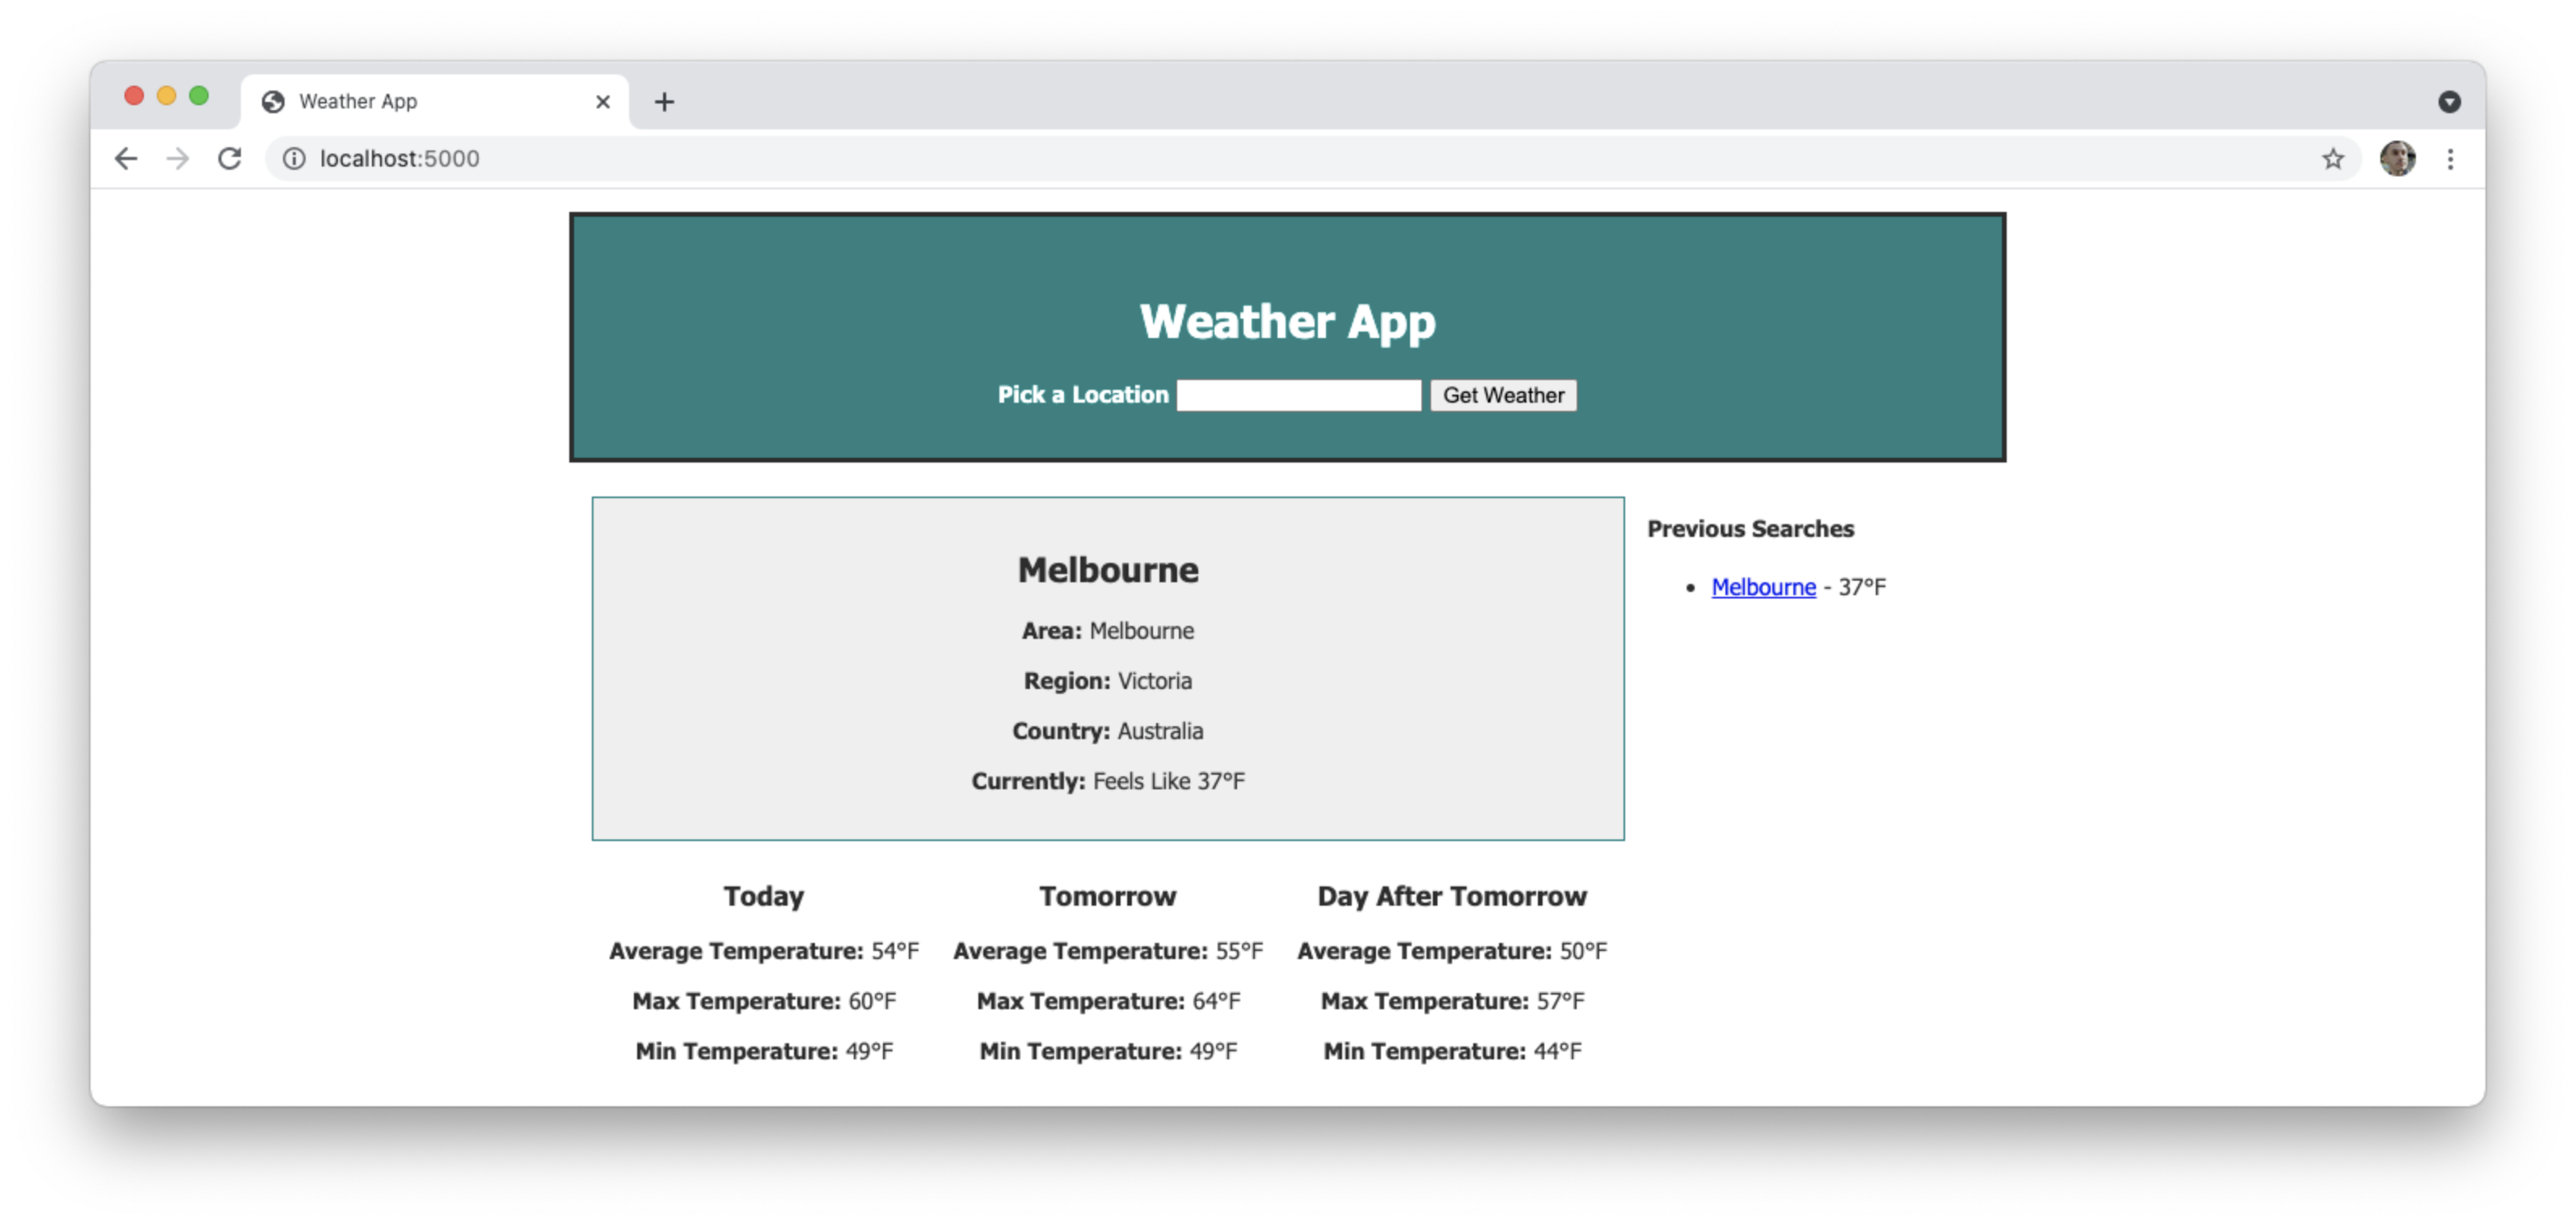 Weather App
localhost:5000
Weather App
Pick a Location Get Weather
Melbourne
Area: Melbourne
Region: Victoria
Country: Australia
Currently: Feels Like 37°F
Previous Searches
Melbourne - 37°F
Today
Average Temperature: 54°F
Max Temperature: 60°F
Min Temperature: 49°F
Tomorrow
Average Temperature: 55°F
Max Temperature: 64°F
Min Temperature: 49°F
Day After Tomorrow
Average Temperature: 50°F
Max Temperature: 57°F
Min Temperature: 44°F